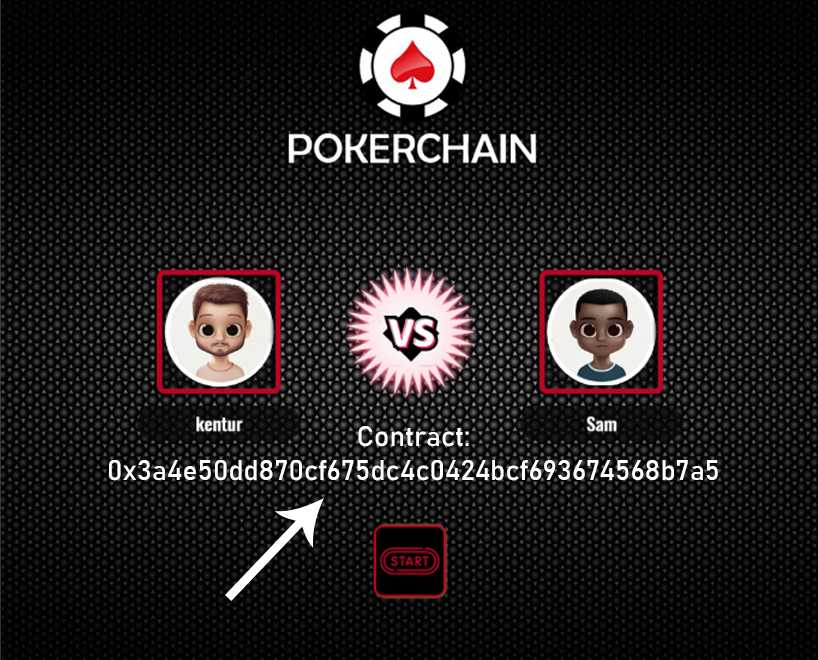 POKERCHAIN
VS
kentur
Sam
Contract:
0x3a4e50dd870cf675dc4c0424bcf693674568b7a5
START